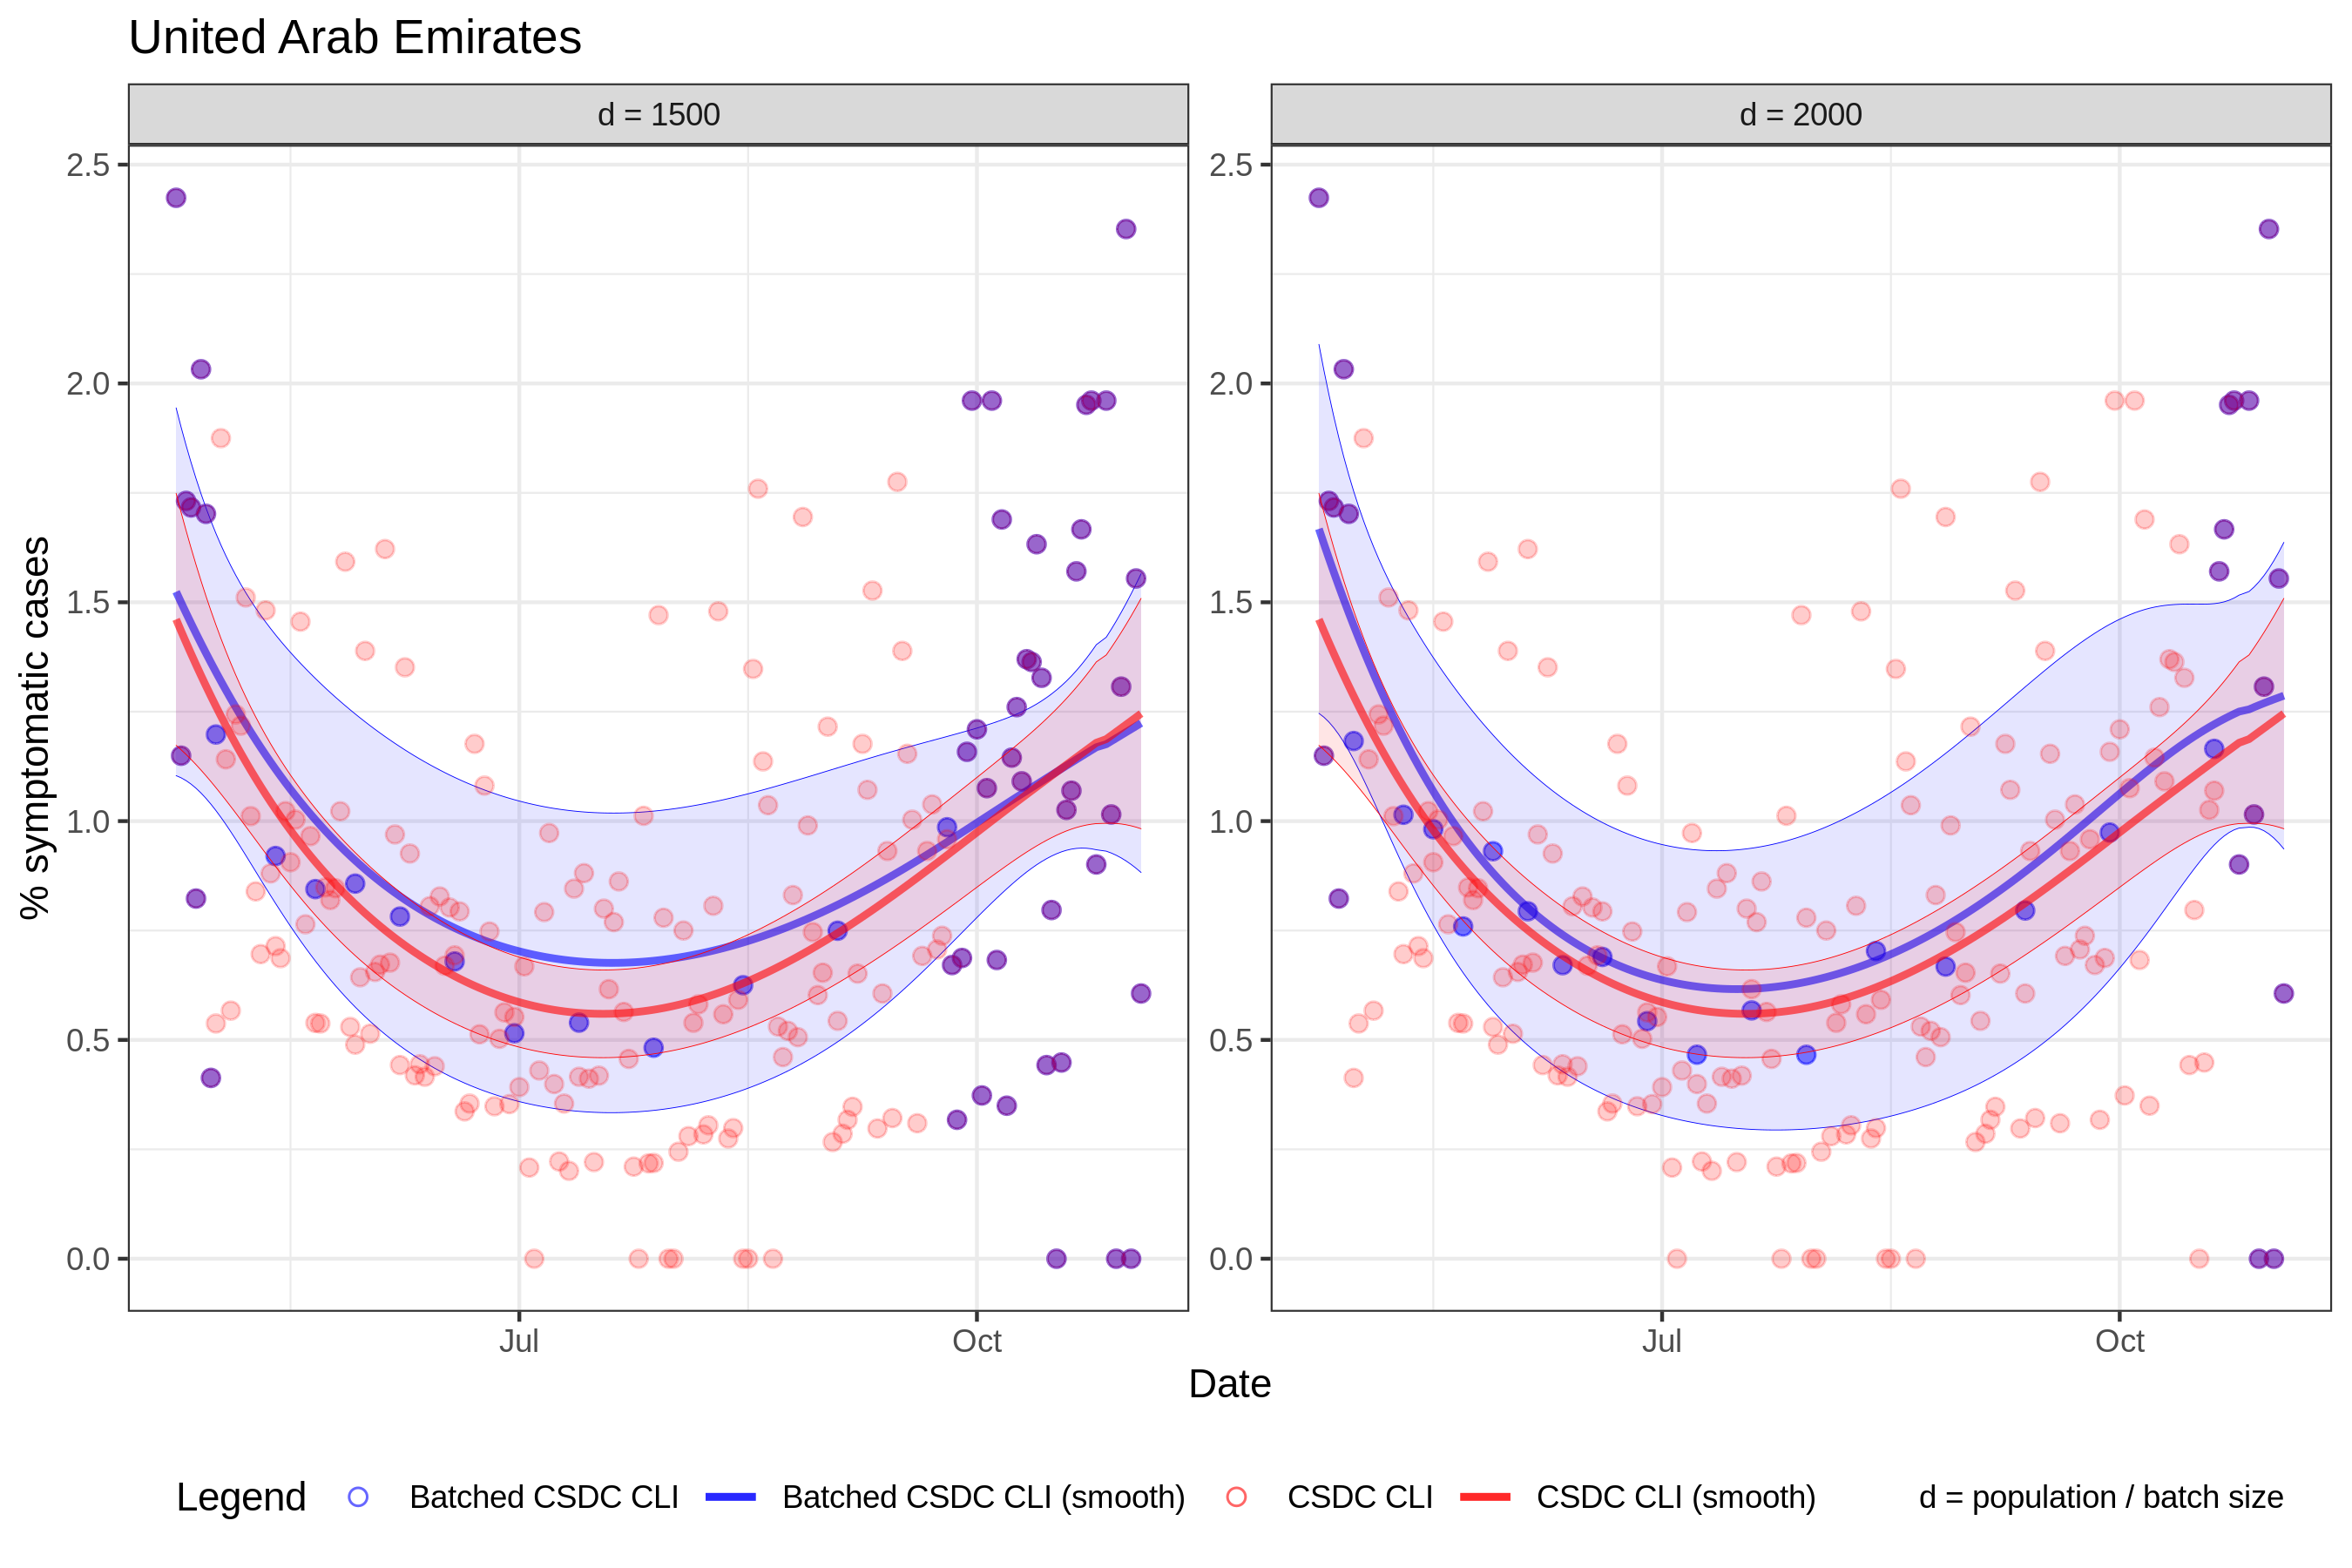 United Arab Emirates
d = 1500
d = 2000
2.5
2.0
1.5
1.0
0.5
0.0
2.5
2.0
1.5
1.0
0.5
0.0
% symptomatic cases
Jul
Oct
Jul
Oct
Date
Legend
Batched CSDC CLI
Batched CSDC CLI (smooth)
CSDC CLI
CSDC CLI (smooth)
d = population / batch size